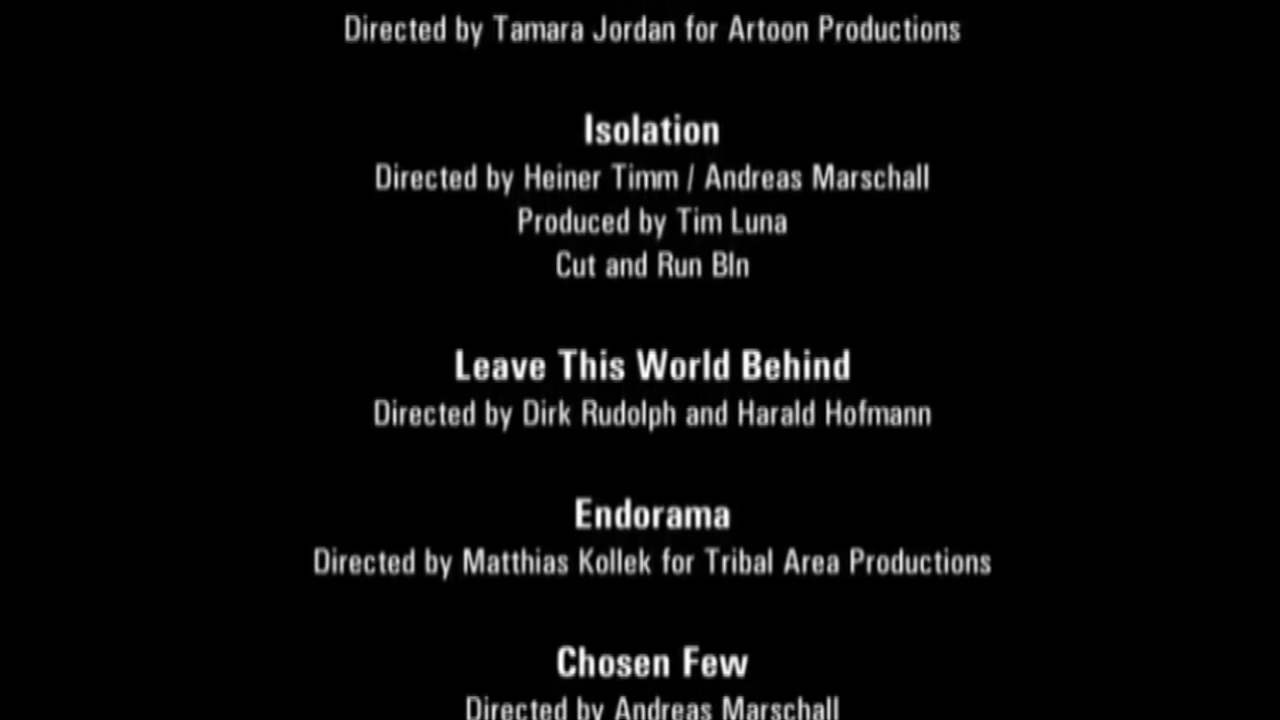 Directed by Tamara Jordan for Artoon Productions
Isolation
Directed by Heiner Timm / Andreas Marschall
Produced by Tim Luna
Cut and Run Bln
Leave This World Behind
Directed by Dirk Rudolph and Harald Hofmann
Endorama
Directed by Matthias Kollek for Tribal Area Productions
Chosen Few
Directed by Andreas Marschall